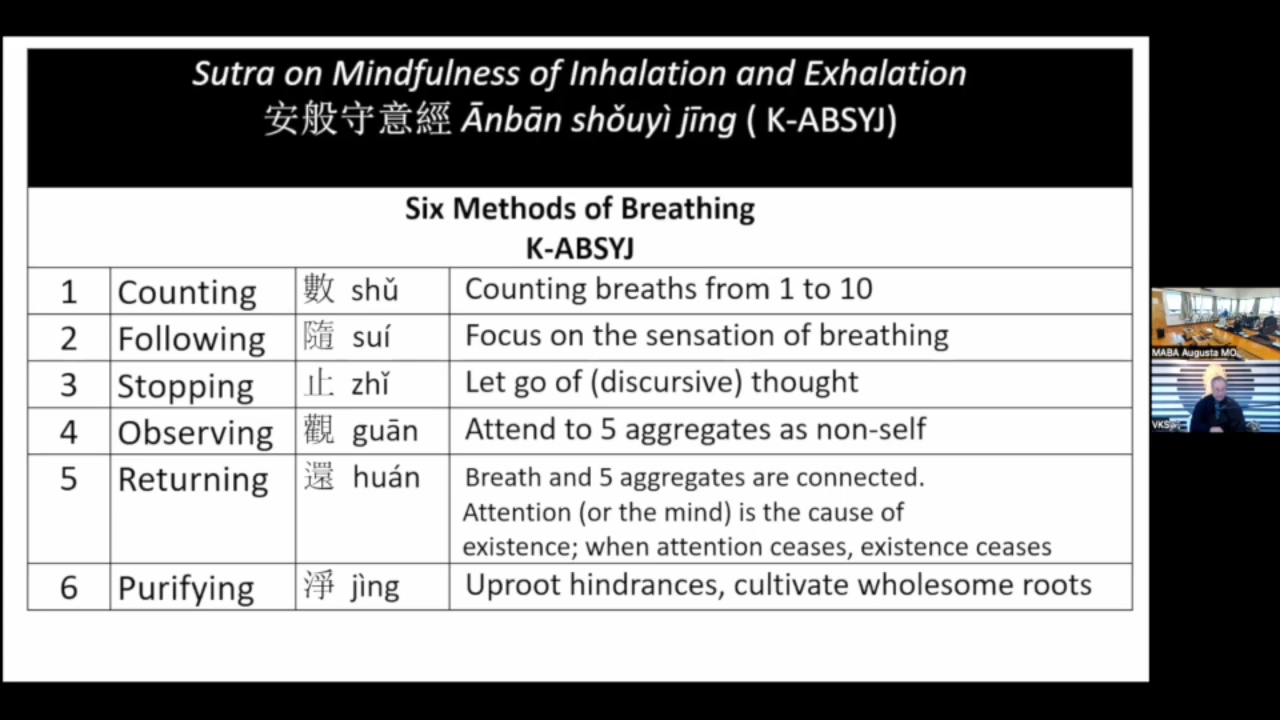 Sutra on Mindfulness of Inhalation and Exhalation
安般守意經 Ānbān shǒuyì jīng ( K-ABSYJ)
Six Methods of Breathing
K-ABSYJ
1 Counting 數 shǔ Counting breaths from 1 to 10
2 Following 隨 suí Focus on the sensation of breathing
3 Stopping 止 zhǐ Let go of (discursive) thought
4 Observing 觀 guān Attend to 5 aggregates as non-self
5 Returning 還 huán Breath and 5 aggregates are connected.
Attention (or the mind) is the cause of
existence; when attention ceases, existence ceases
6 Purifying 淨 jìng Uproot hindrances, cultivate wholesome roots
MABA Augusta MO,